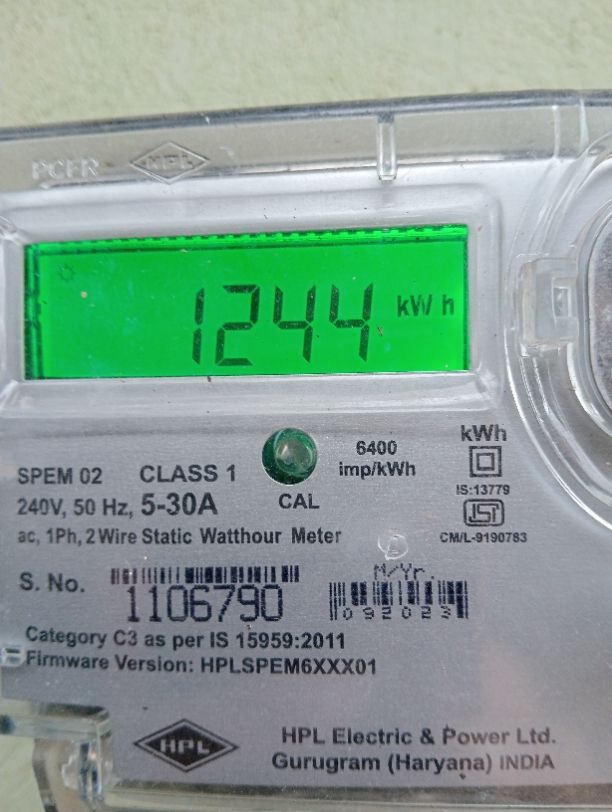 PCFR HPL
1244 kWh
6400
imp/kWh
kWh
SPEM 02 CLASS 1
CAL
IS:13779
240V, 50 Hz, 5-30A
ISI
CM/L-9190783
ac, 1Ph, 2 Wire Static Watthour Meter
S. No.
M/Yr.
1106790
092023
Category C3 as per IS 15959:2011
Firmware Version: HPLSPEM6XXX01
HPL
HPL Electric & Power Ltd.
Gurugram (Haryana) INDIA